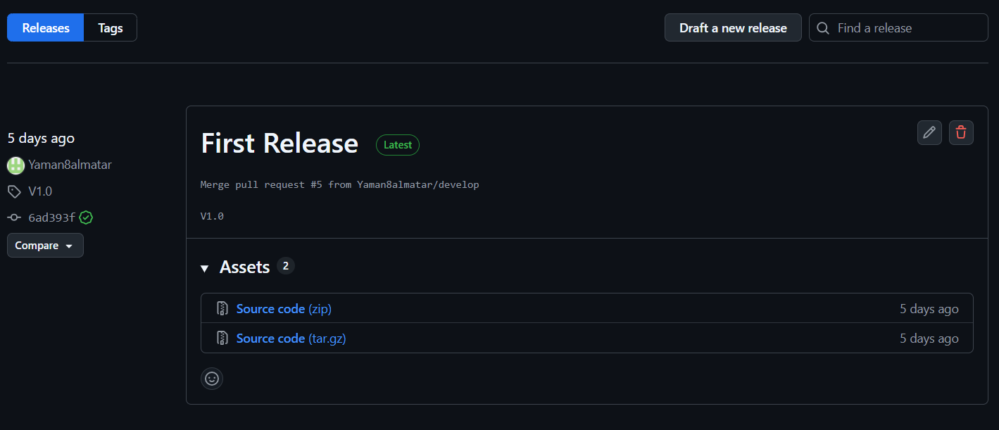 Releases Tags Draft a new release Find a release
5 days ago
Yaman8almatar
V1.0
6ad393f
Compare
First Release Latest
Merge pull request #5 from Yaman8almatar/develop
V1.0
Assets 2
Source code (zip) 5 days ago
Source code (tar.gz) 5 days ago